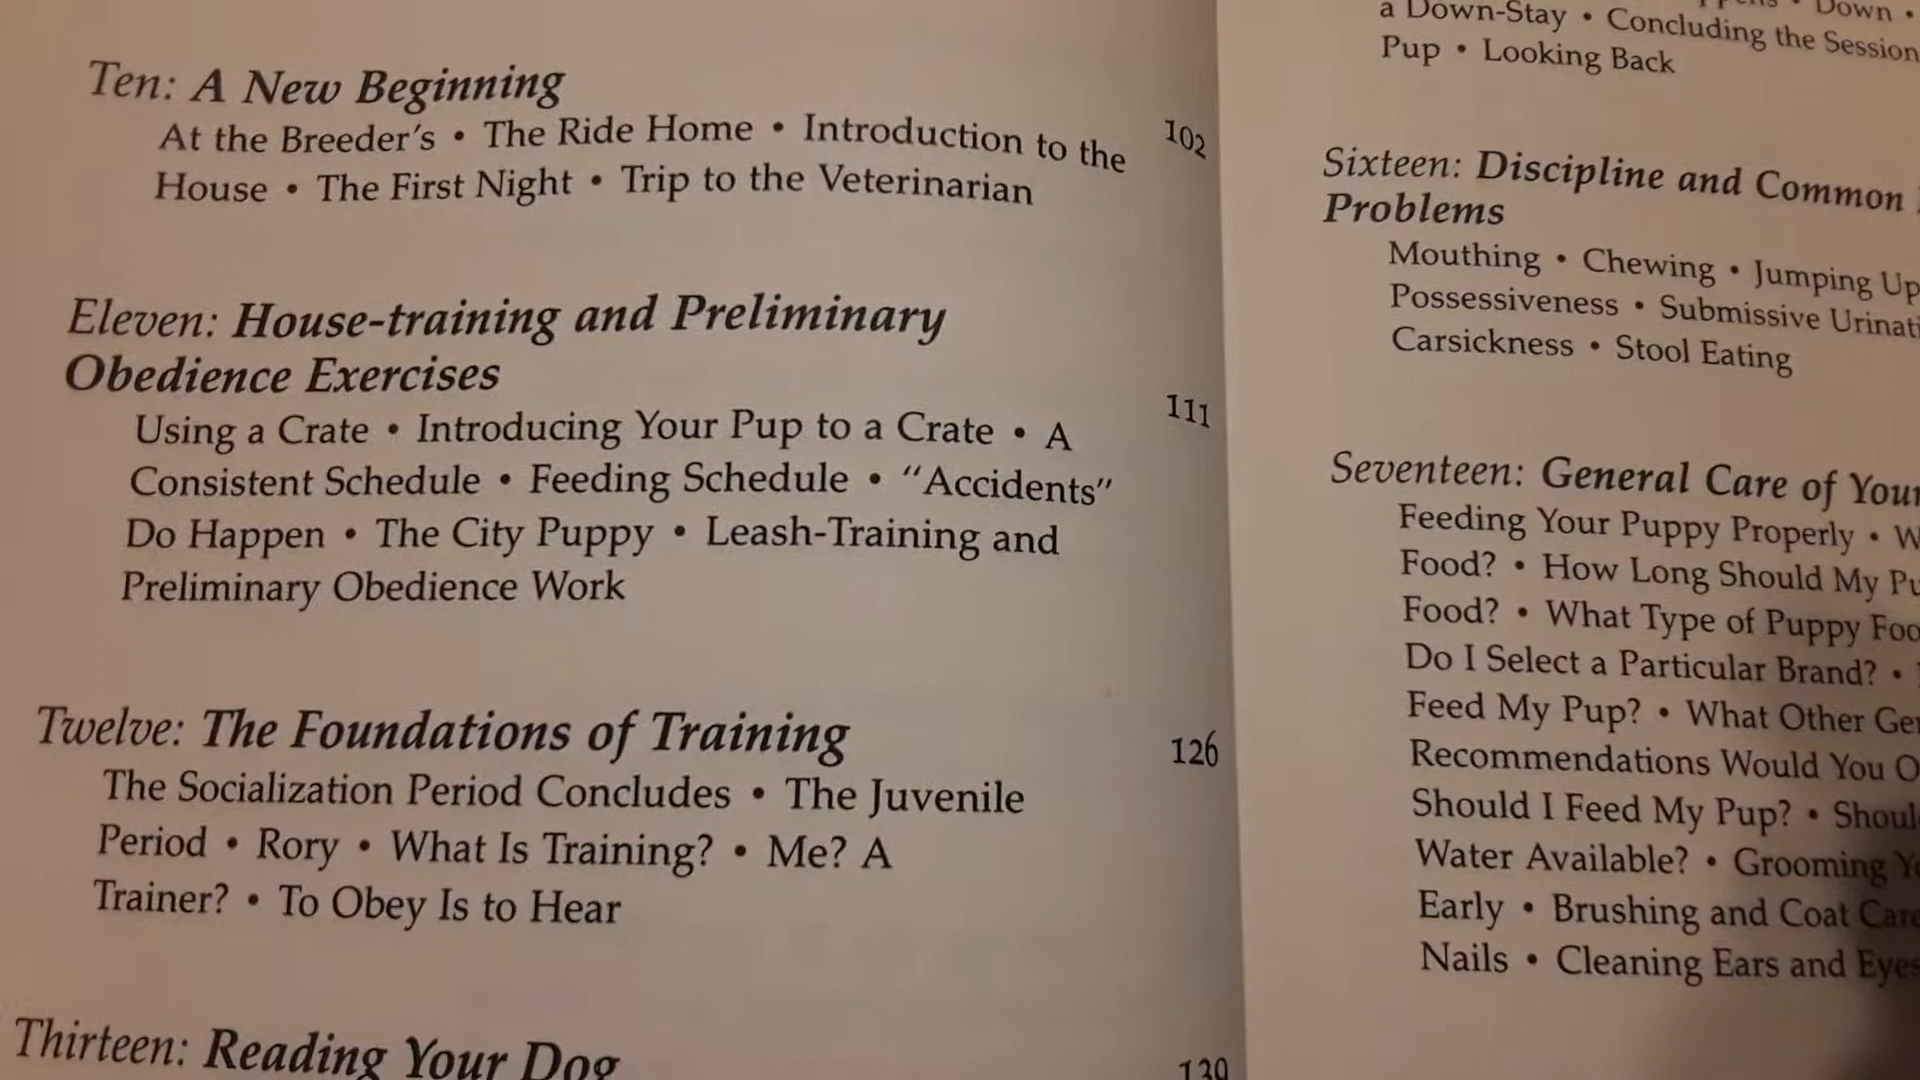 Ten: A New Beginning
At the Breeder's • The Ride Home • Introduction to the 102
House • The First Night • Trip to the Veterinarian
Eleven: House-training and Preliminary
Obedience Exercises
111
Using a Crate • Introducing Your Pup to a Crate • A
Consistent Schedule • Feeding Schedule • "Accidents"
Do Happen • The City Puppy • Leash-Training and
Preliminary Obedience Work
Twelve: The Foundations of Training 126
The Socialization Period Concludes • The Juvenile
Period • Rory • What Is Training? • Me? A
Trainer? • To Obey Is to Hear
Thirteen: Reading Your Dog 139
• Down •
a Down-Stay • Concluding the Session
Pup • Looking Back
Sixteen: Discipline and Common
Problems
Mouthing • Chewing • Jumping Up
Possessiveness • Submissive
Carsickness • Stool Eating
Seventeen: General Care of
Feeding Your Puppy Properly •
Food? • How Long Should My
Food? • What Type of Puppy
Do I Select a Particular Brand? •
Feed My Pup? • What Other
Recommendations Would You
Should I Feed My Pup? •
Water Available? • Grooming
Early • Brushing and Coat
Nails • Cleaning Ears and Eyes